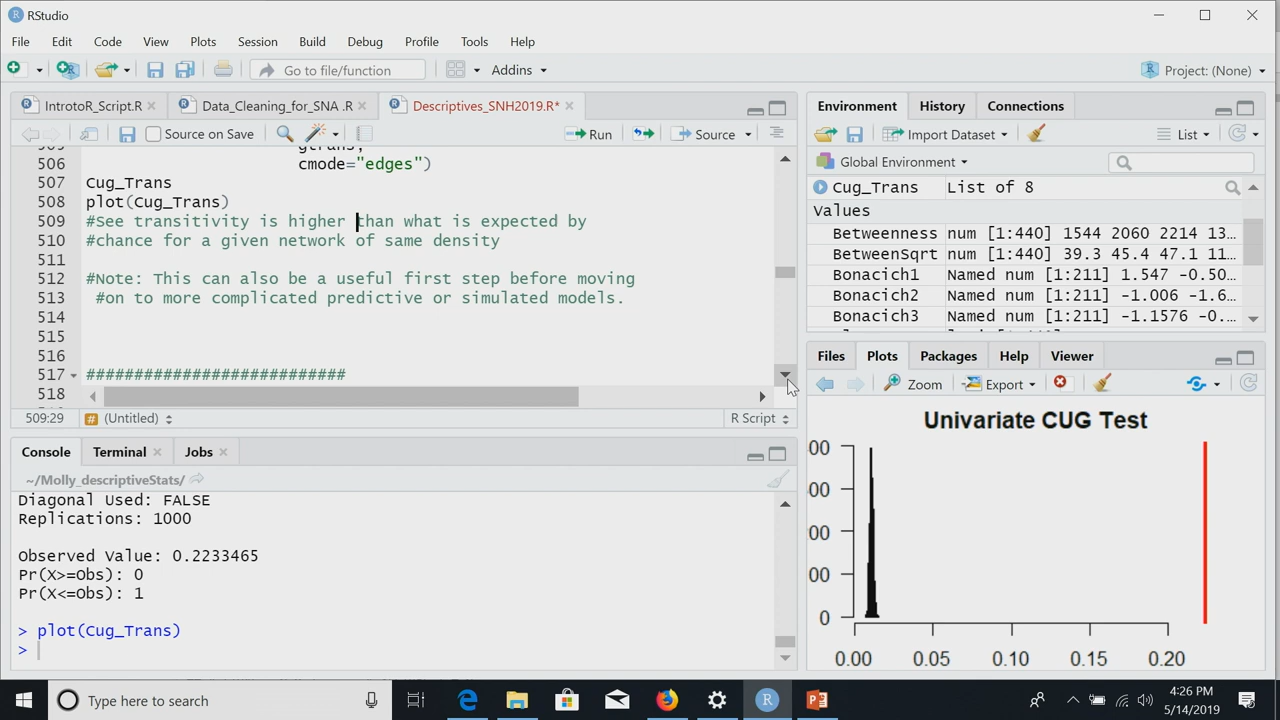 RStudio
File Edit Code View Plots Session Build Debug Profile Tools Help
Go to file/function Addins Project: (None)
IntrotoR_Script.R Data_Cleaning_for_SNA .R Descriptives_SNH2019.R*
Source on Save Run Source
506 cmode="edges")
507 Cug_Trans
508 plot(Cug_Trans)
509 #See transitivity is higher than what is expected by
510 #chance for a given network of same density
511
512 #Note: This can also be a useful first step before moving
513 #on to more complicated predictive or simulated models.
514
515
516
517 ###########################
518
509:29 (Untitled) R Script
Console Terminal Jobs
~/Molly_descriptiveStats/
Diagonal Used: FALSE
Replications: 1000
Observed Value: 0.2233465
Pr(X>=Obs): 0
Pr(X<=Obs): 1
> plot(Cug_Trans)
>
Environment History Connections
Import Dataset List
Global Environment
Cug_Trans List of 8
Values
Betweenness num [1:440] 1544 2060 2214 13…
BetweenSqrt num [1:440] 39.3 45.4 47.1 11…
Bonacich1 Named num [1:211] 1.547 -0.50…
Bonacich2 Named num [1:211] -1.006 -1.6…
Bonacich3 Named num [1:211] -1.1576 -0.…
Files Plots Packages Help Viewer
Zoom Export
Univariate CUG Test
00
00
00
00
0
0.00 0.05 0.10 0.15 0.20
Type here to search
4:26 PM
5/14/2019